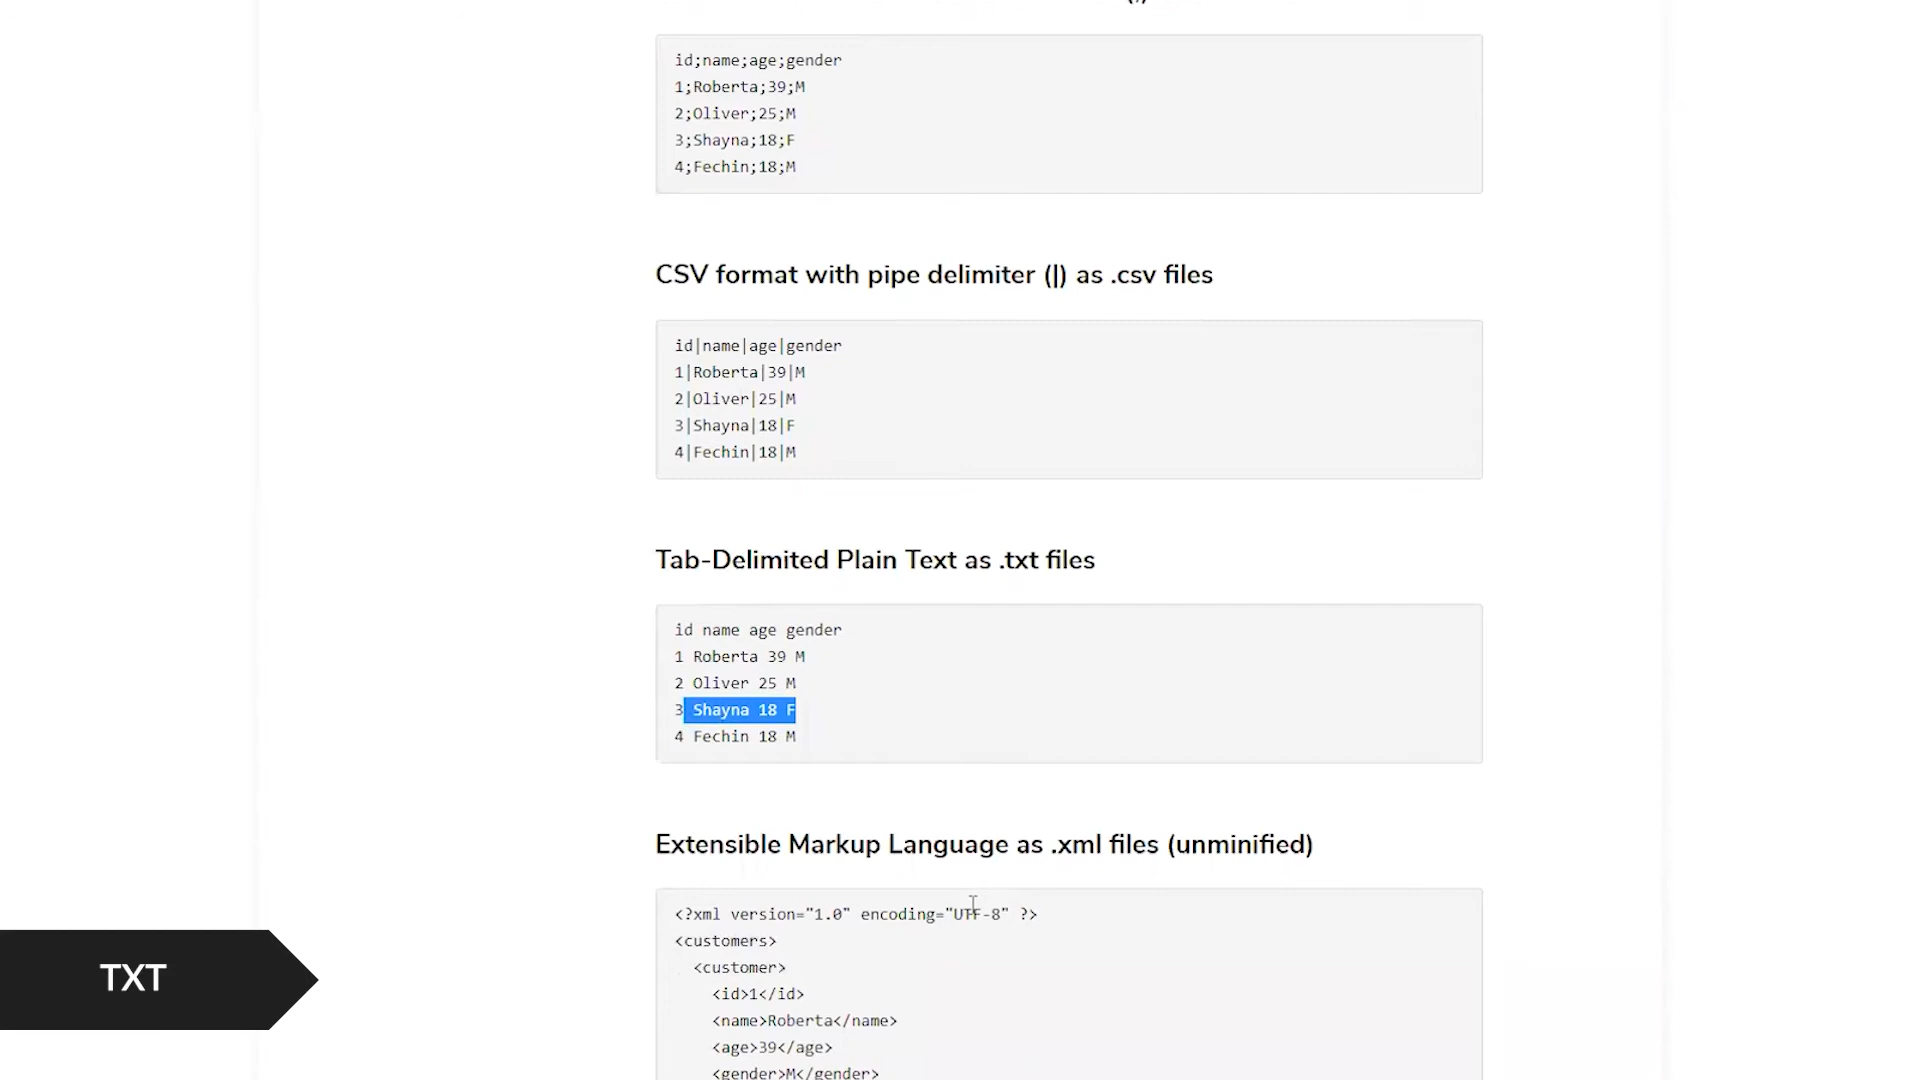 id;name;age;gender
1;Roberta;39;M
2;Oliver;25;M
3;Shayna;18;F
4;Fechin;18;M
CSV format with pipe delimiter (|) as .csv files
id|name|age|gender
1|Roberta|39|M
2|Oliver|25|M
3|Shayna|18|F
4|Fechin|18|M
Tab-Delimited Plain Text as .txt files
id name age gender
1 Roberta 39 M
2 Oliver 25 M
3 Shayna 18 F
4 Fechin 18 M
Extensible Markup Language as .xml files (unminified)
<?xml version="1.0" encoding="UTF-8" ?>
<customers>
<customer>
<id>1</id>
<name>Roberta</name>
<age>39</age>
<gender>M</gender>
TXT